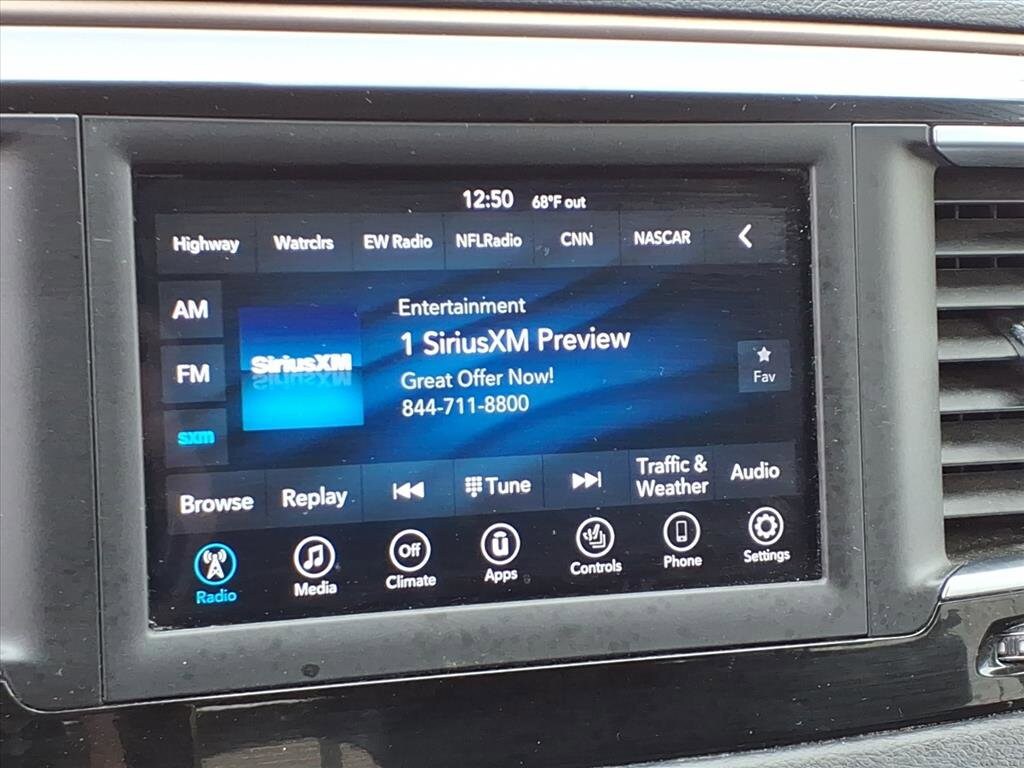 12:50 68°F out
Highway Watrclrs EW Radio NFLRadio CNN NASCAR
AM
FM
sxm
SiriusXM
Entertainment
1 SiriusXM Preview
Great Offer Now!
844-711-8800
Fav
Browse Replay Tune Traffic & Weather Audio
Off
Radio Media Climate Apps Controls Phone Settings